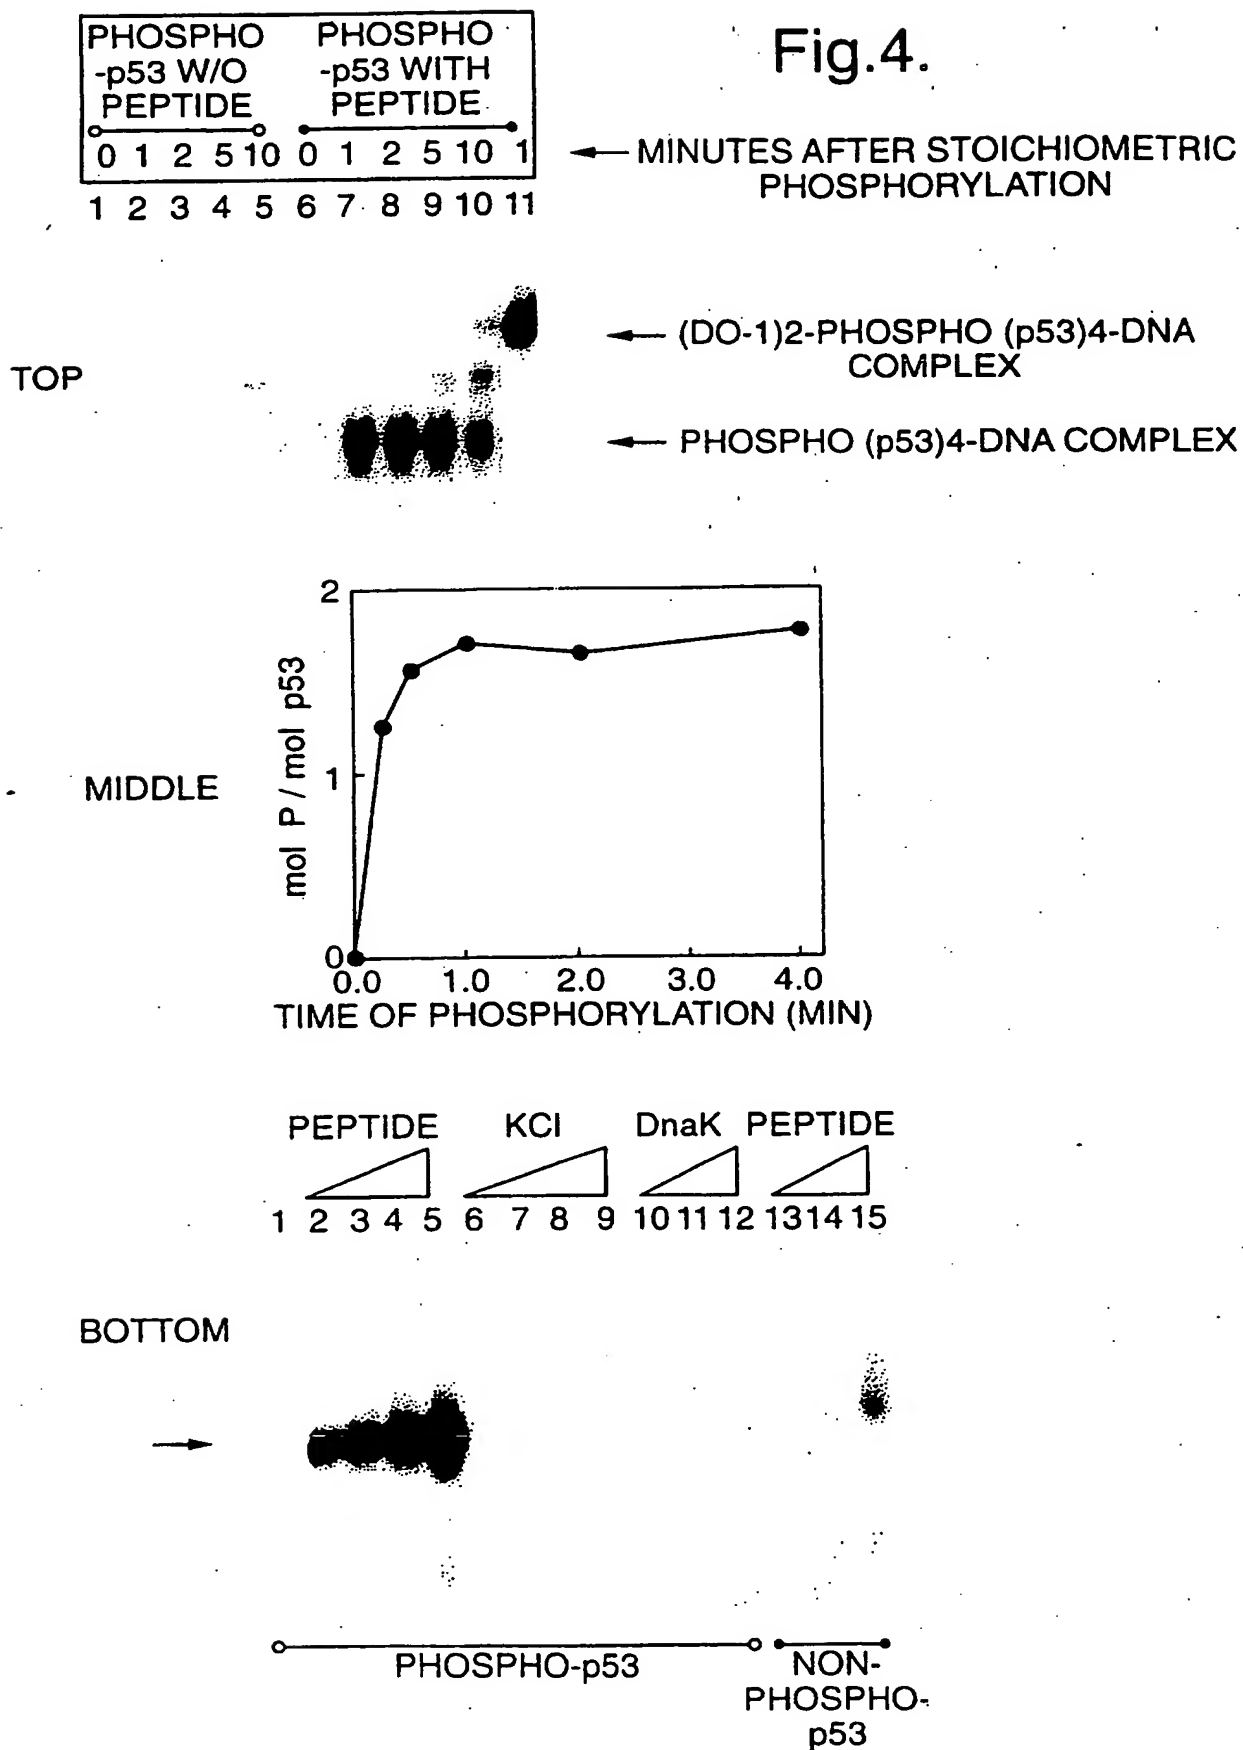 Fig.4.
PHOSPHO PHOSPHO
-p53 W/O -p53 WITH
PEPTIDE PEPTIDE
0 1 2 5 10 0 1 2 5 10 1
MINUTES AFTER STOICHIOMETRIC
PHOSPHORYLATION
1 2 3 4 5 6 7 8 9 10 11
TOP
(DO-1)2-PHOSPHO (p53)4-DNA
COMPLEX
PHOSPHO (p53)4-DNA COMPLEX
MIDDLE
mol P / mol p53
2
1
0
0.0 1.0 2.0 3.0 4.0
TIME OF PHOSPHORYLATION (MIN)
PEPTIDE KCl DnaK PEPTIDE
1 2 3 4 5 6 7 8 9 10 11 12 13 14 15
BOTTOM
PHOSPHO-p53
NON-
PHOSPHO-
p53